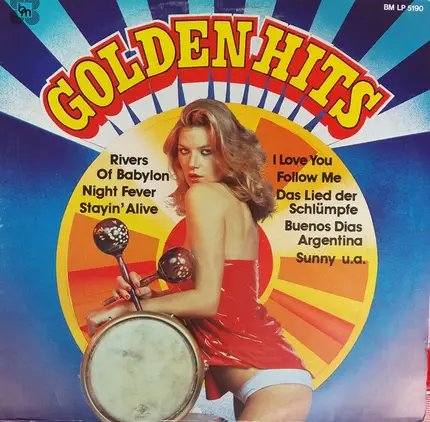 bm
BM LP 5190
GOLDEN HITS
Rivers
Of Babylon
Night Fever
Stayin' Alive
I Love You
Follow Me
Das Lied der
Schlümpfe
Buenos Dias
Argentina
Sunny u.a.